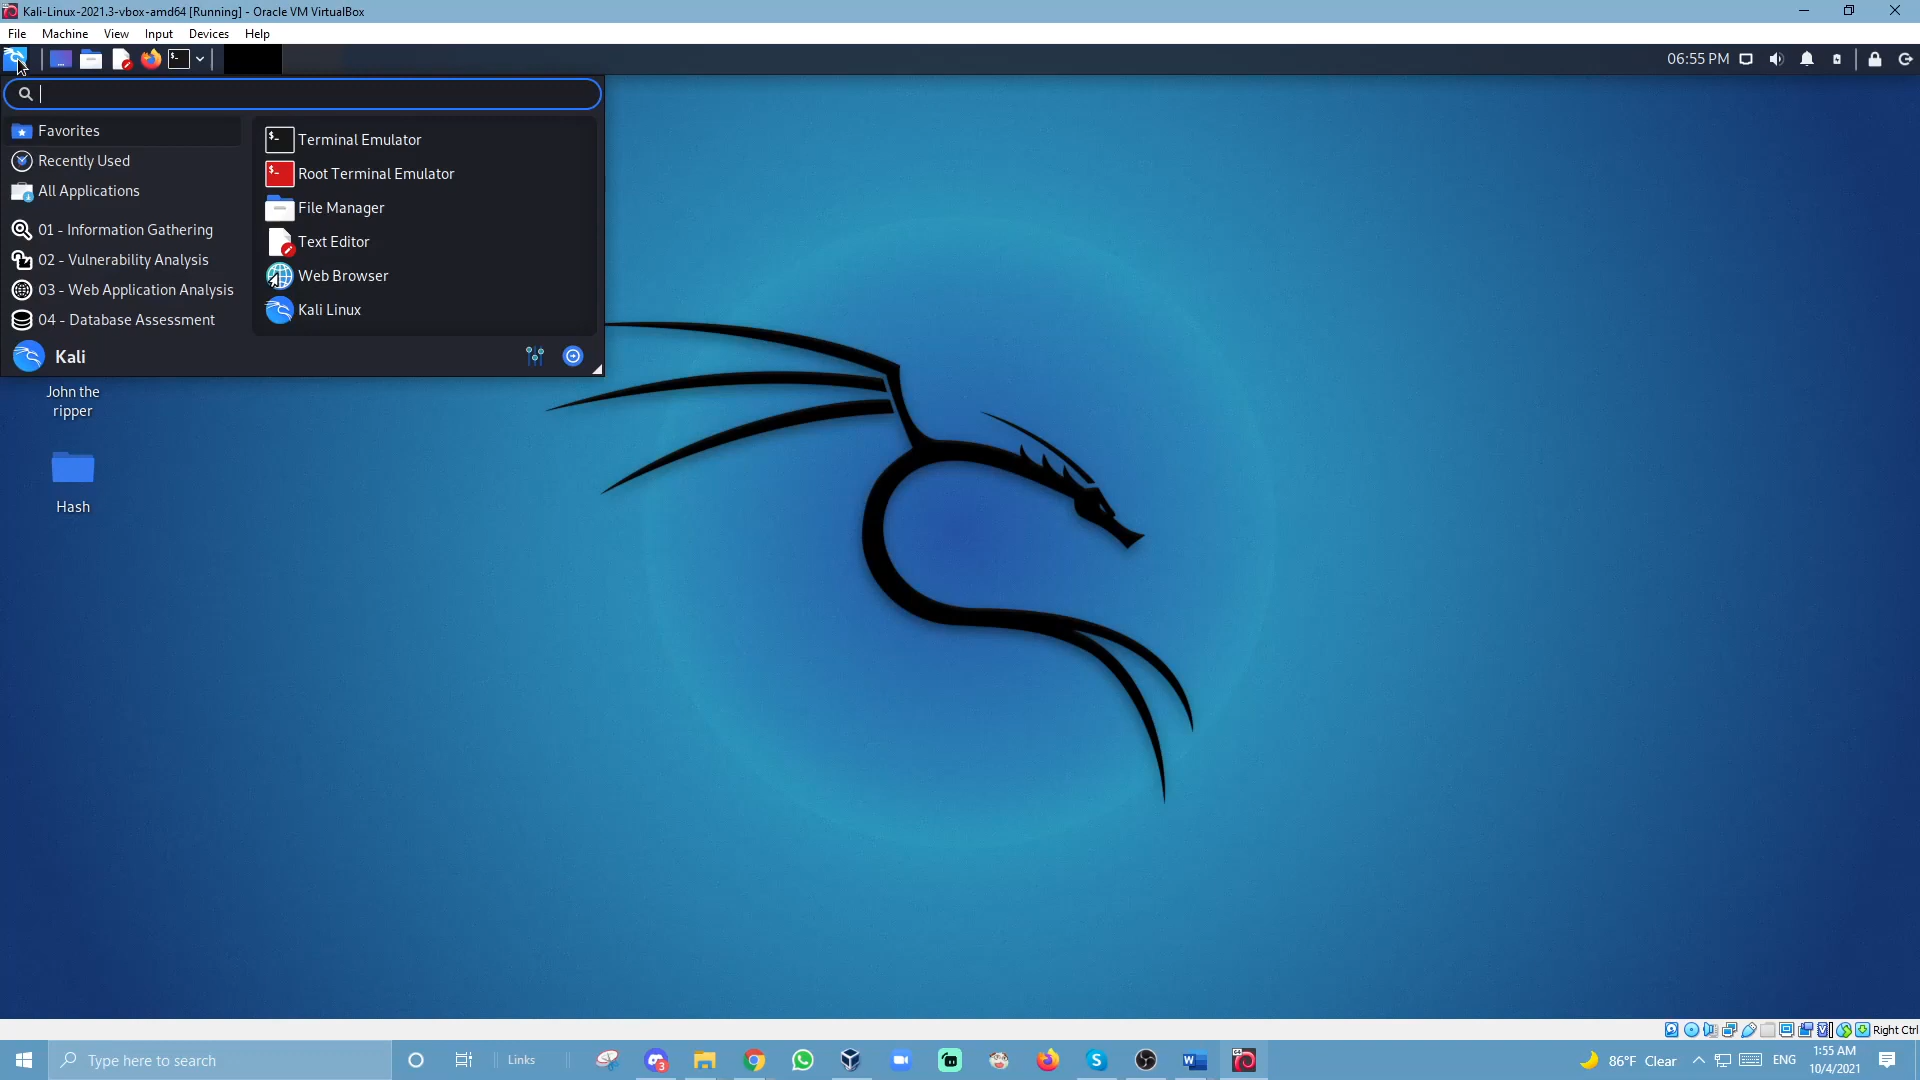 Kali-Linux-2021.3-vbox-amd64 [Running] - Oracle VM VirtualBox
File Machine View Input Devices Help
06:55 PM
Favorites
Recently Used
All Applications
01 - Information Gathering
02 - Vulnerability Analysis
03 - Web Application Analysis
04 - Database Assessment
Terminal Emulator
Root Terminal Emulator
File Manager
Text Editor
Web Browser
Kali Linux
Kali
John the
ripper
Hash
Right Ctrl
Type here to search
Links
3
86°F Clear
ENG
1:55 AM
10/4/2021